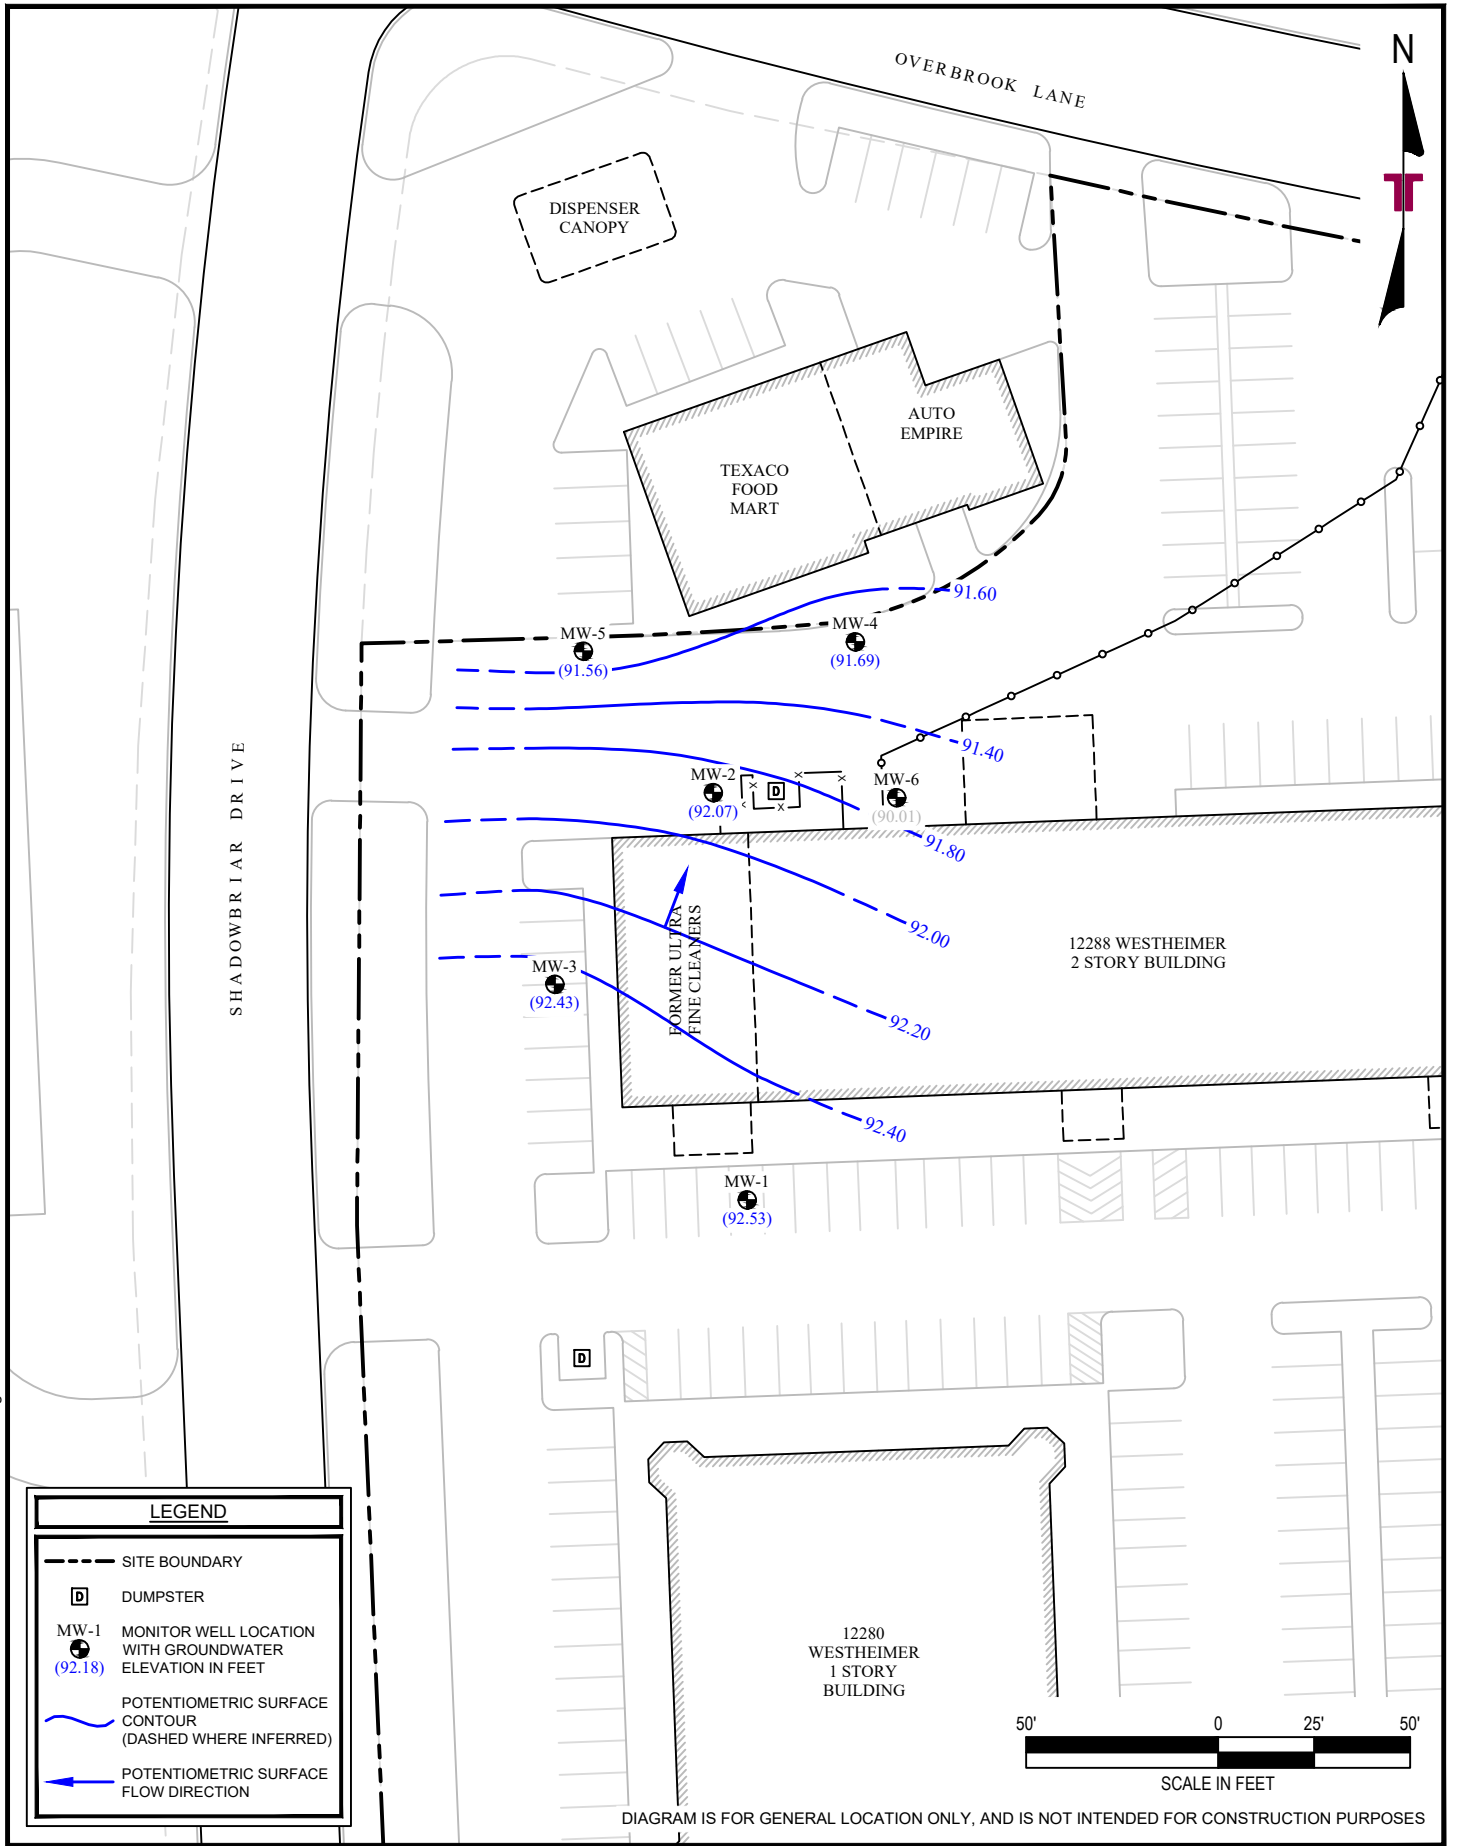 OVERBROOK LANE
N
DISPENSER
CANOPY
AUTO
EMPIRE
TEXACO
FOOD
MART
91.60
MW-5
(91.56)
MW-4
(91.69)
91.40
MW-2
(92.07)
D
MW-6
(90.01)
91.80
SHADOWBRIAR DRIVE
92.00
FORMER ULTRA
FINE CLEANERS
12288 WESTHEIMER
2 STORY BUILDING
MW-3
(92.43)
92.20
92.40
MW-1
(92.53)
D
12280
WESTHEIMER
1 STORY
BUILDING
LEGEND
SITE BOUNDARY
D DUMPSTER
MW-1
(92.18)
MONITOR WELL LOCATION
WITH GROUNDWATER
ELEVATION IN FEET
POTENTIOMETRIC SURFACE
CONTOUR
(DASHED WHERE INFERRED)
POTENTIOMETRIC SURFACE
FLOW DIRECTION
50' 0 25' 50'
SCALE IN FEET
DIAGRAM IS FOR GENERAL LOCATION ONLY, AND IS NOT INTENDED FOR CONSTRUCTION PURPOSES